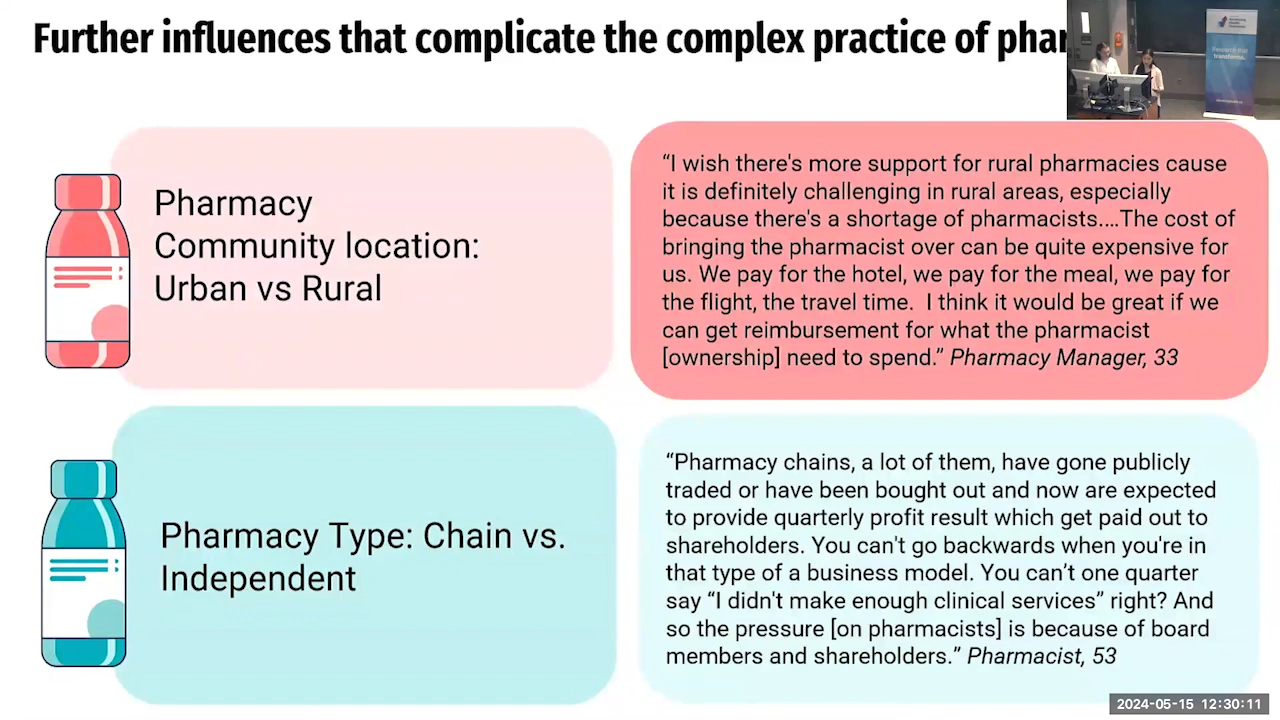 Further influences that complicate the complex practice of
Pharmacy
Community location:
Urban vs Rural
“I wish there's more support for rural pharmacies cause
it is definitely challenging in rural areas, especially
because there's a shortage of pharmacists....The cost of
bringing the pharmacist over can be quite expensive for
us. We pay for the hotel, we pay for the meal, we pay for
the flight, the travel time.  I think it would be great if we
can get reimbursement for what the pharmacist
[ownership] need to spend.” Pharmacy Manager, 33
Pharmacy Type: Chain vs.
Independent
“Pharmacy chains, a lot of them, have gone publicly
traded or have been bought out and now are expected
to provide quarterly profit result which get paid out to
shareholders. You can't go backwards when you're in
that type of a business model. You can’t one quarter
say “I didn't make enough clinical services” right? And
so the pressure [on pharmacists] is because of board
members and shareholders.” Pharmacist, 53
2024-05-15 12:30:11